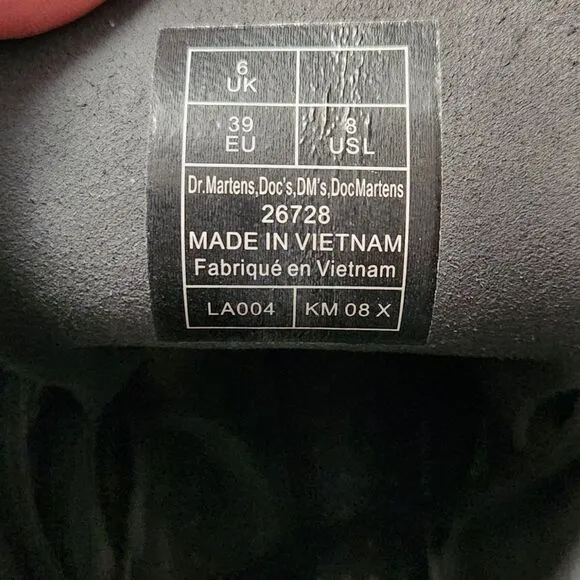 6
UK
39
EU
8
USL
Dr.Martens,Doc's,DM's,DocMartens
26728
MADE IN VIETNAM
Fabriqué en Vietnam
LA004
KM 08 X